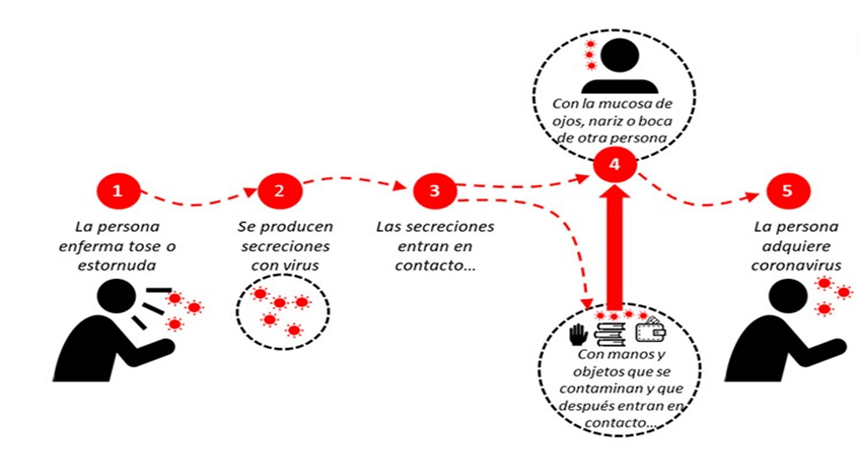 1
La persona
enferma tose o
estornuda
2
Se producen
secreciones
con virus
3
Las secreciones
entran en
contacto...
Con la mucosa de
ojos, nariz o boca
de otra persona
4
Con manos y
objetos que se
contaminan y que
después entran en
contacto...
5
La persona
adquiere
coronavirus